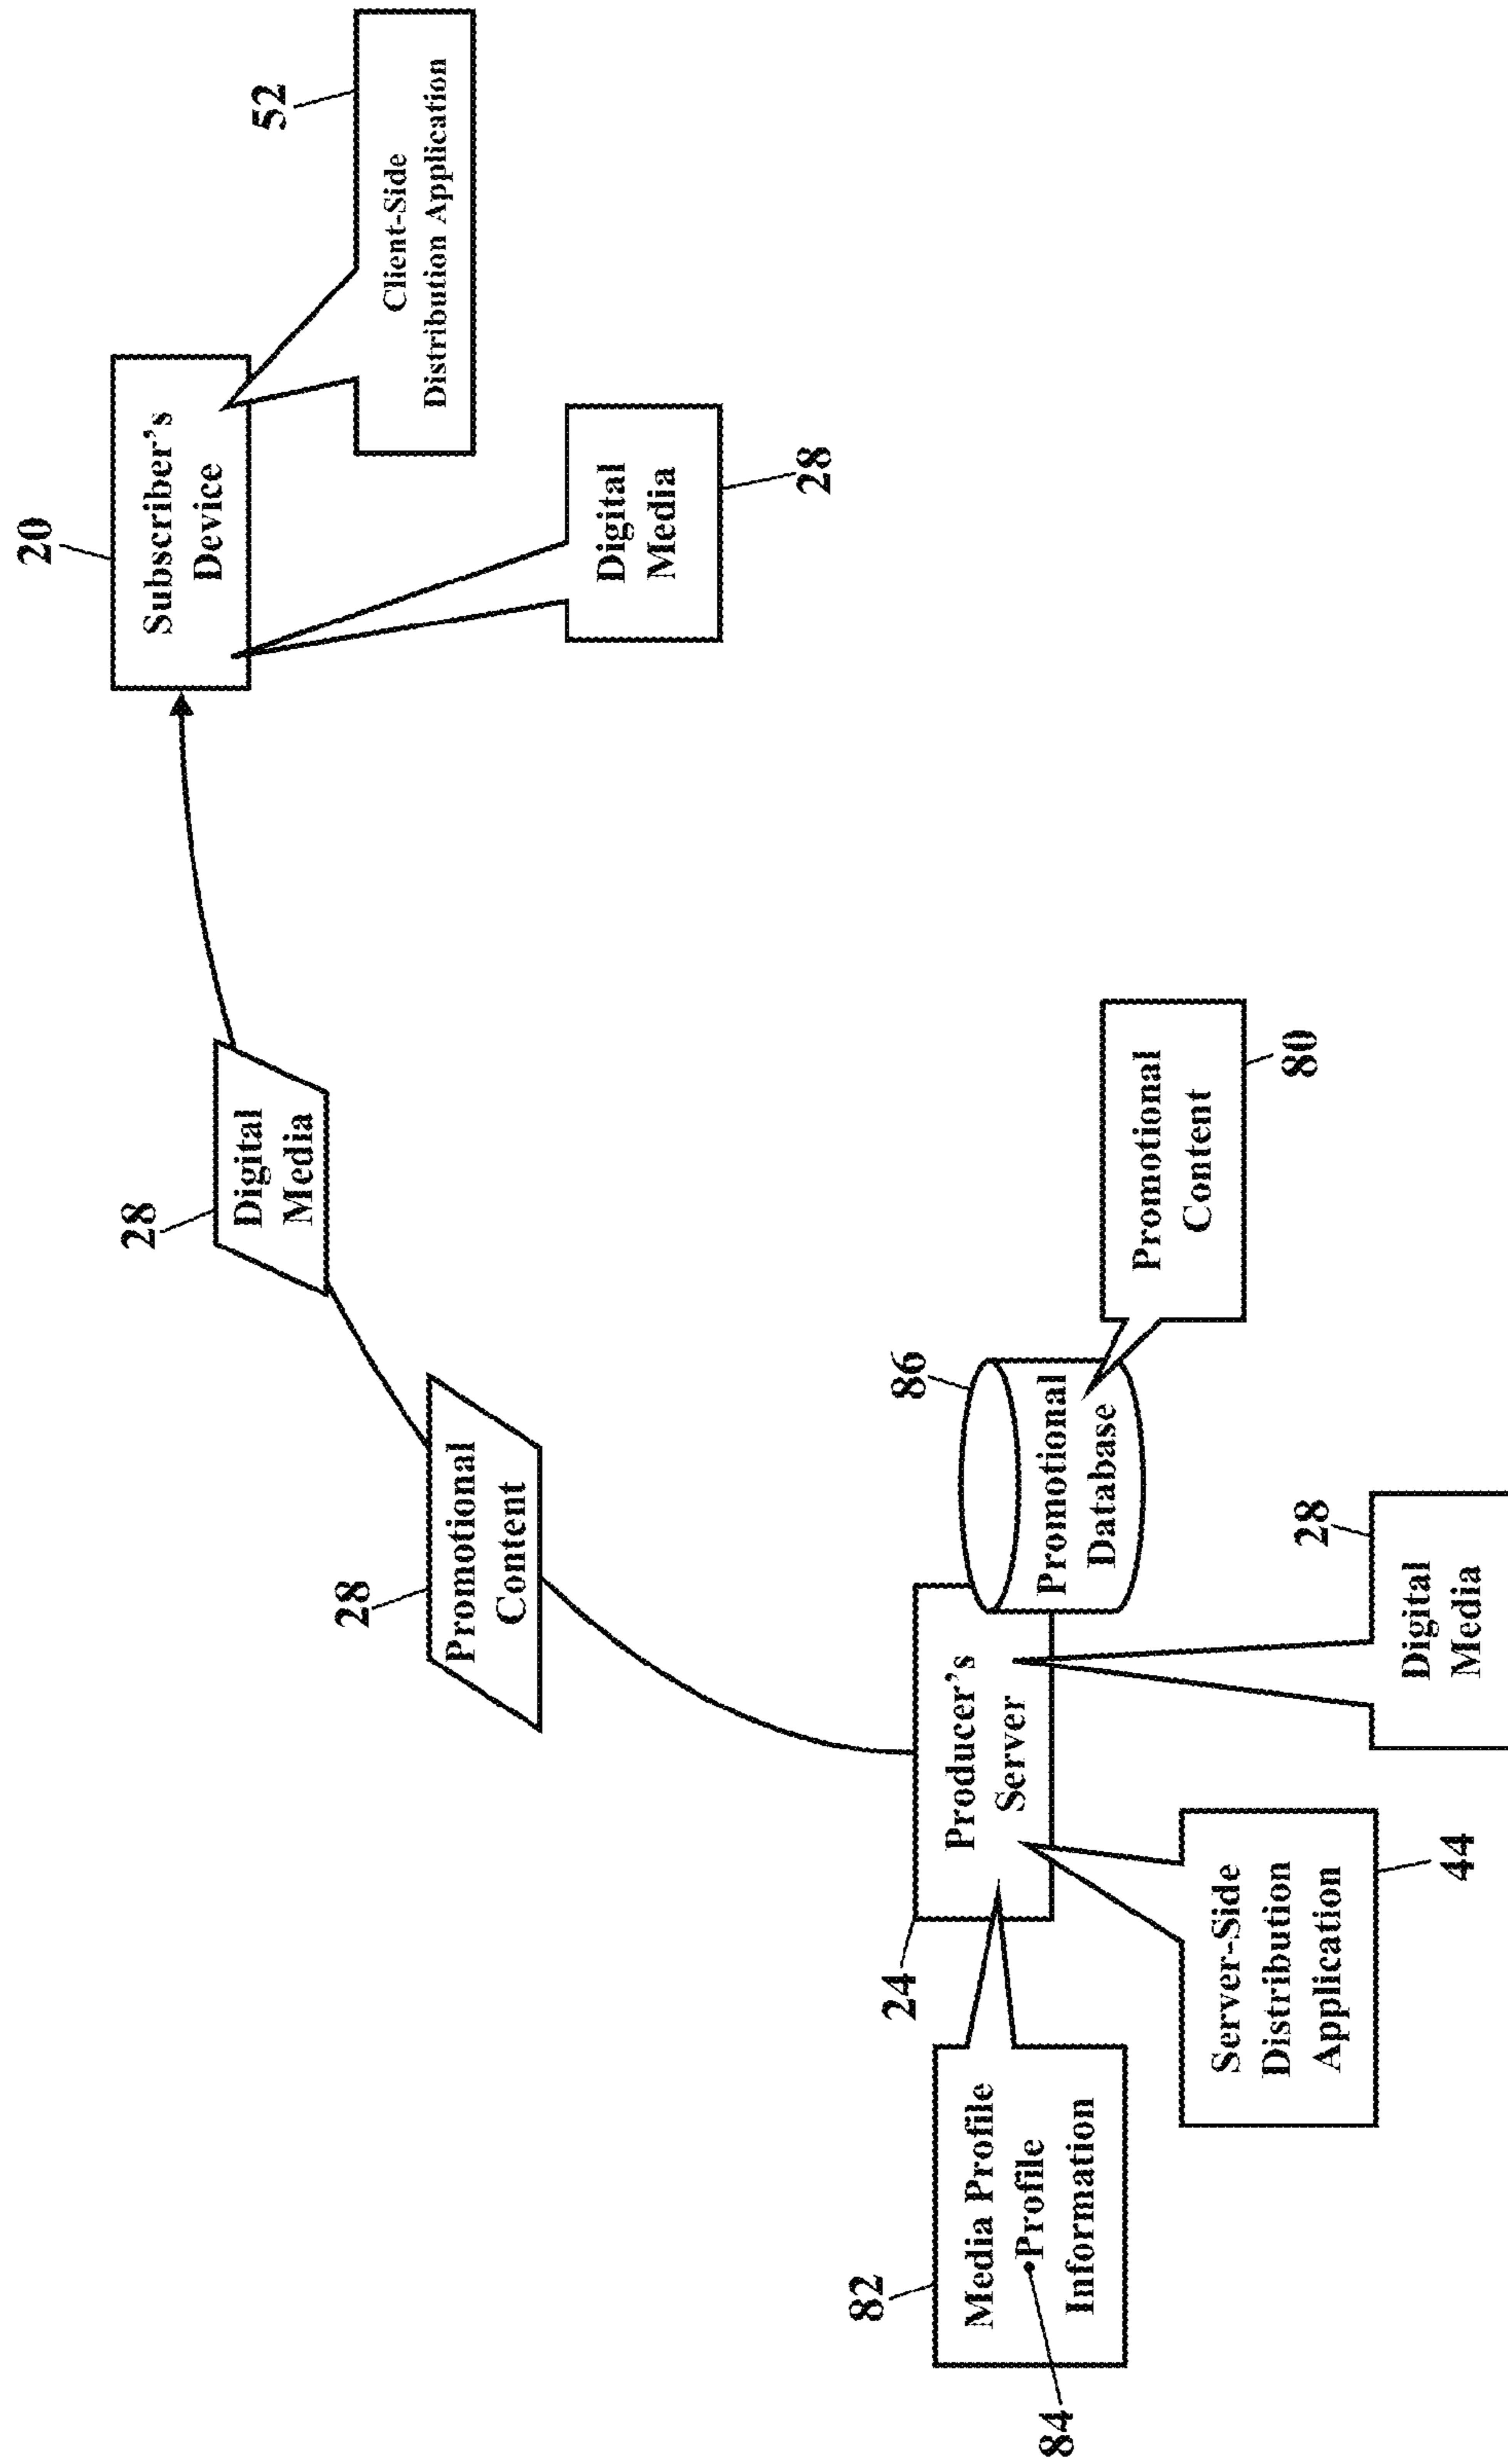 20
Subscriber's
Device
52
Client-Side
Distribution Application
Digital
Media
28
28
Digital
Media
28
Promotional
Content
24
Producer's
Server
86
Promotional
Database
Promotional
Content
80
82
Media Profile
•Profile
Information
84
Server-Side
Distribution
Application
44
28
Digital
Media